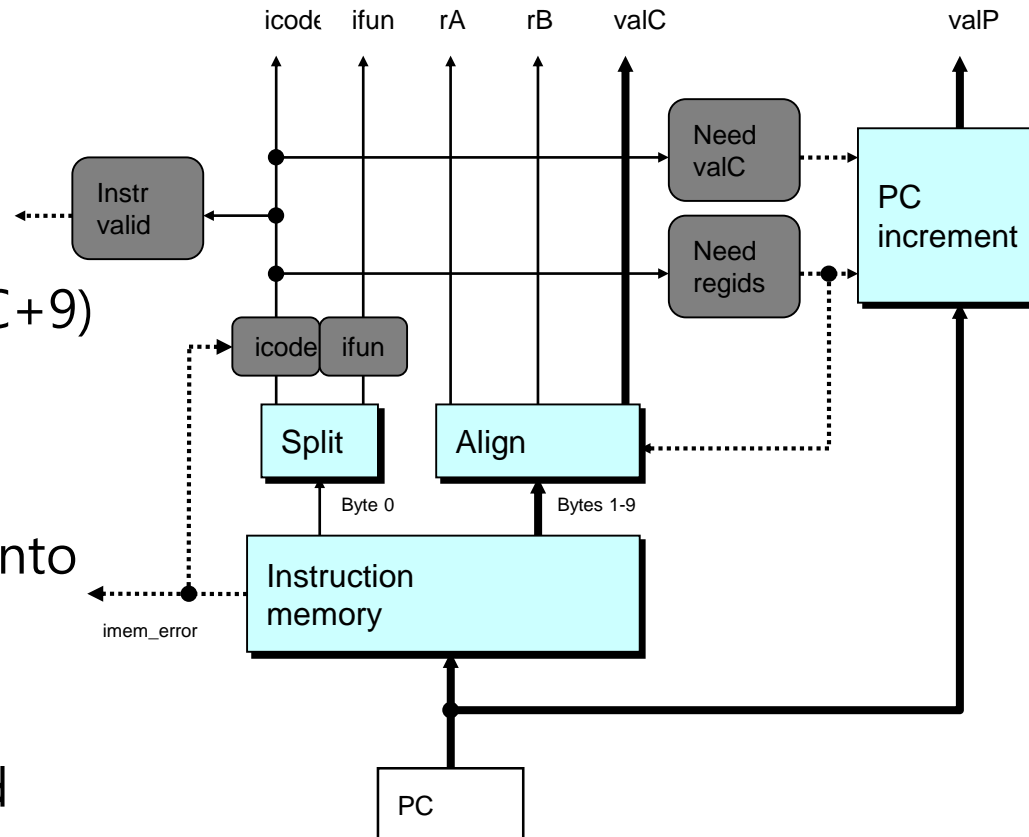 icode ifun rA rB valC valP
Need
valC
Instr
valid
PC
increment
Need
regids
C+9)
icode ifun
Split
Align
Byte 0
Bytes 1-9
nto
Instruction
memory
imem_error
d
PC